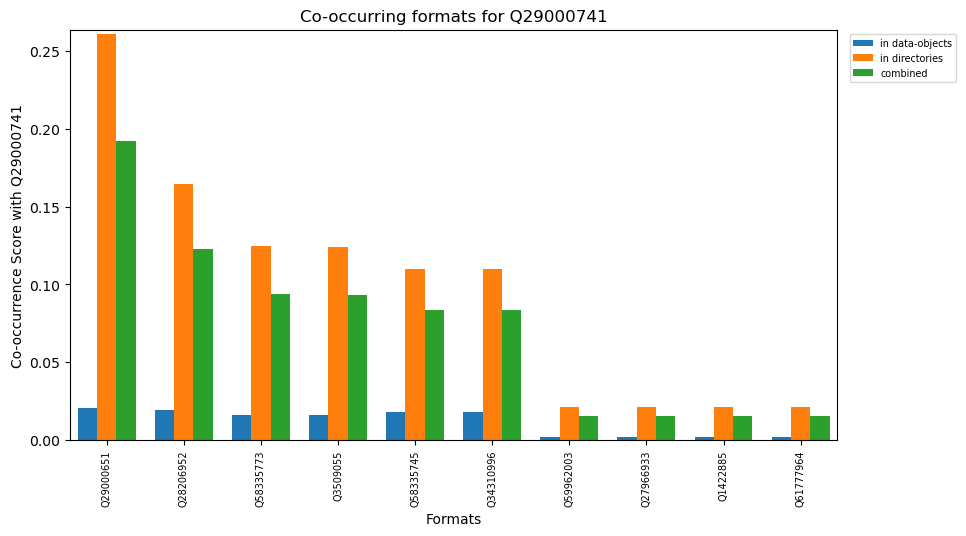 Co-occurring formats for Q29000741
Co-occurrence Score with Q29000741
0.25
0.20
0.15
0.10
0.05
0.00
Q29000651
Q28206952
Q58335773
Q3509055
Q58335745
Q34310996
Q59962003
Q27966933
Q1422885
Q61777964
Formats
in data-objects
in directories
combined